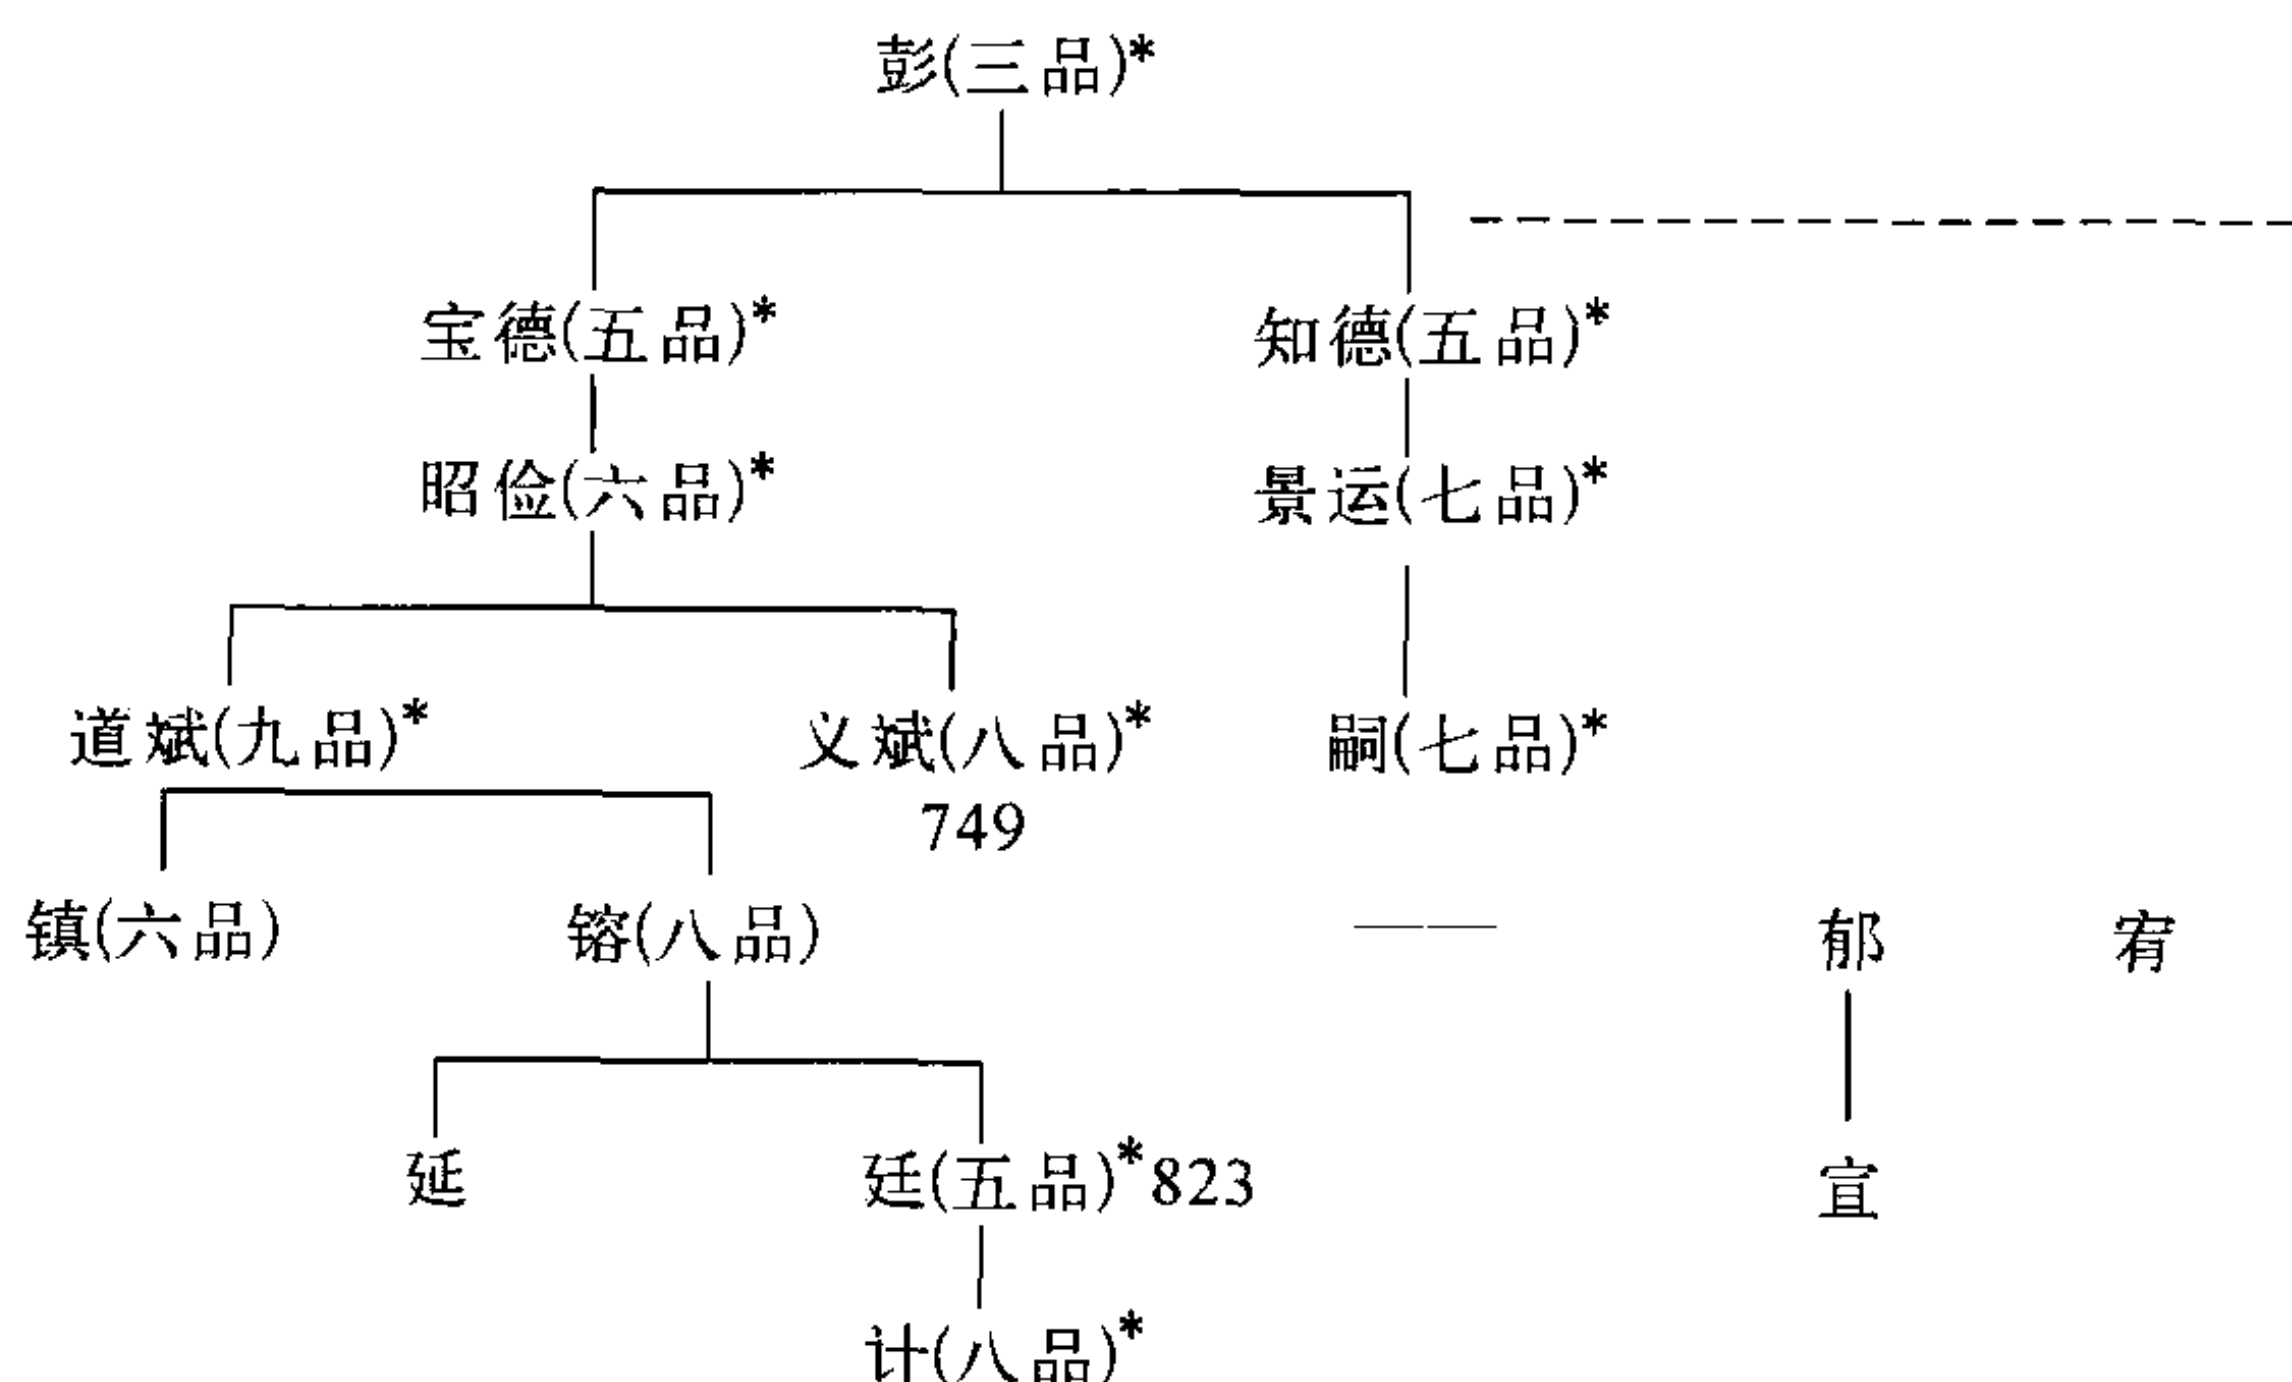 彭(三品)*
宝德(五品)* 知德(五品)*
昭俭(六品)* 景运(七品)*
道斌(九品)* 义斌(八品)* 嗣(七品)*
749
镇(六品) 镕(八品) —— 郁 宥
延 廷(五品)*823 宣
计(八品)*